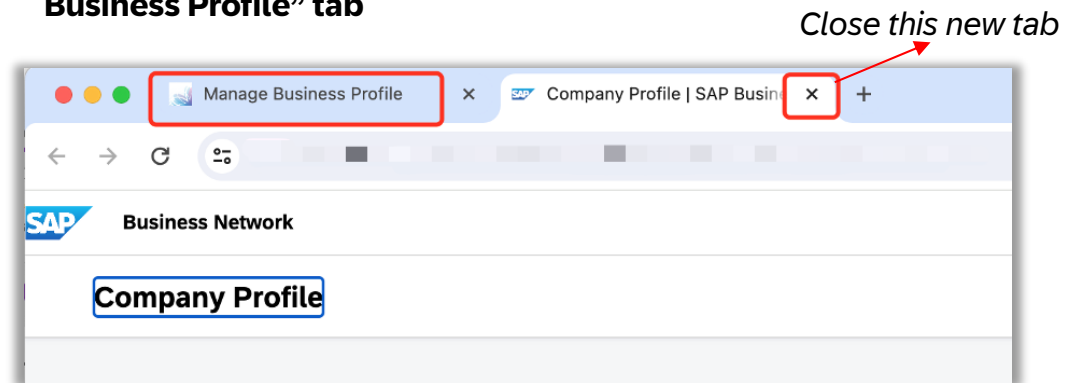 Business Profile” tab
Close this new tab
Manage Business Profile
Company Profile | SAP Busin
SAP Business Network
Company Profile